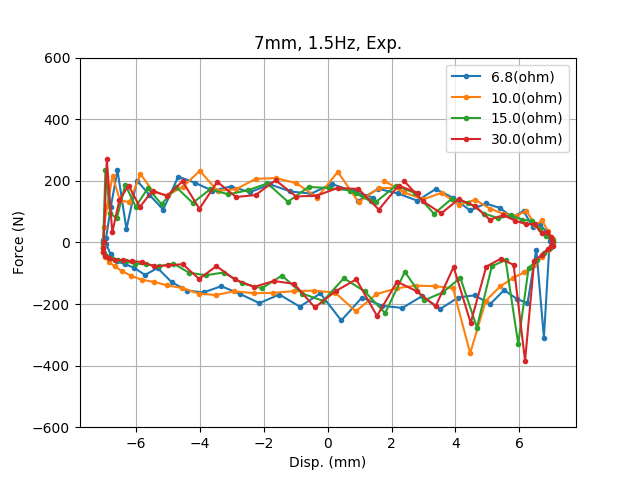 7mm, 1.5Hz, Exp.
6.8(ohm)
10.0(ohm)
15.0(ohm)
30.0(ohm)
Force (N)
600
400
200
0
−200
−400
−600
−6 −4 −2 0 2 4 6
Disp. (mm)